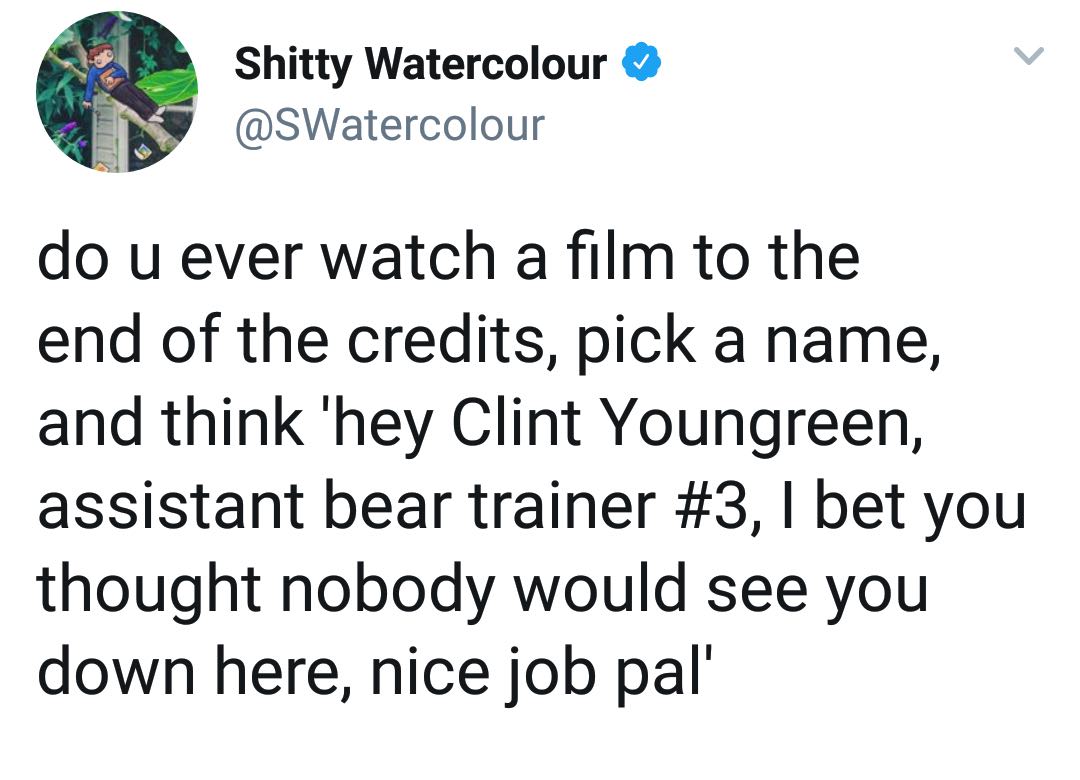 Shitty Watercolour
@SWatercolour
do u ever watch a film to the
end of the credits, pick a name,
and think 'hey Clint Youngreen,
assistant bear trainer #3, I bet you
thought nobody would see you
down here, nice job pal'